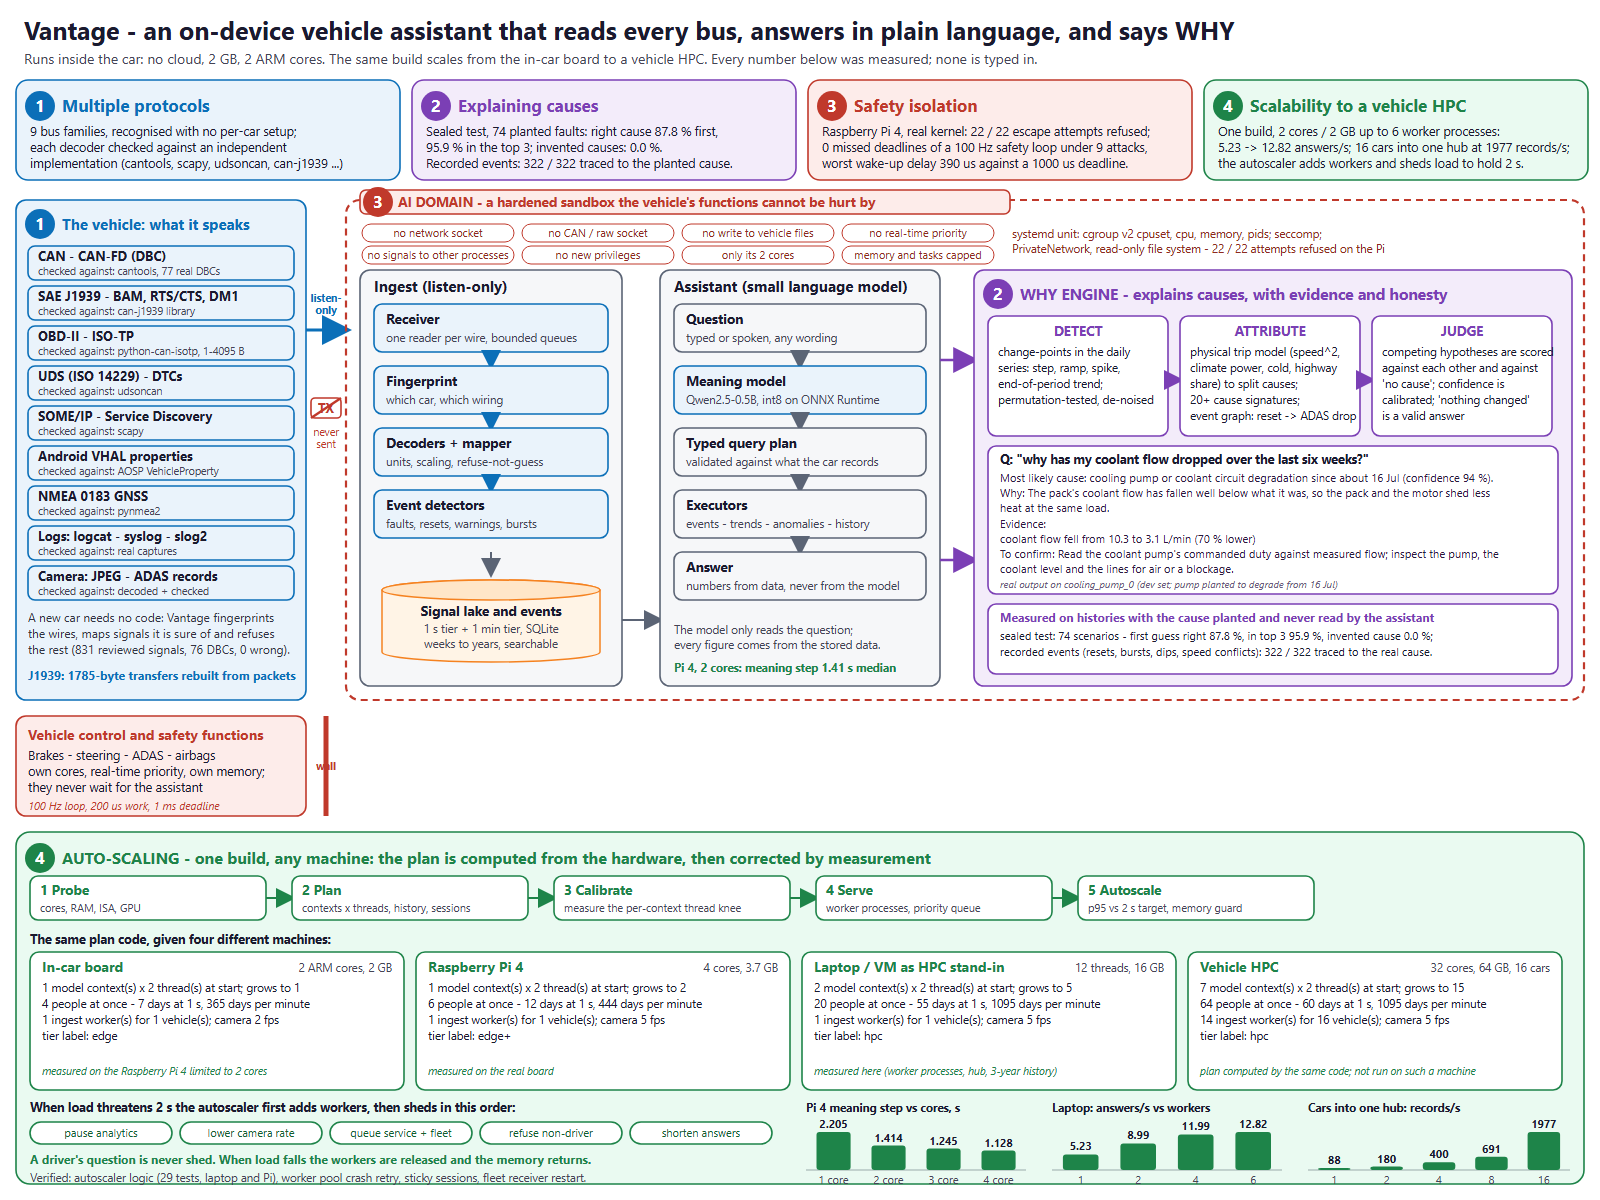 Vantage - an on-device vehicle assistant that reads every bus, answers in plain language, and says WHY
Runs inside the car: no cloud, 2 GB, 2 ARM cores. The same build scales from the in-car board to a vehicle HPC. Every number below was measured; none is typed in.
1 Multiple protocols
9 bus families, recognised with no per-car setup;
each decoder checked against an independent
implementation (cantools, scapy, udsoncan, can-j1939 ...)
2 Explaining causes
Sealed test, 74 planted faults: right cause 87.8 % first,
95.9 % in the top 3; invented causes: 0.0 %.
Recorded events: 322 / 322 traced to the planted cause.
3 Safety isolation
Raspberry Pi 4, real kernel: 22 / 22 escape attempts refused;
0 missed deadlines of a 100 Hz safety loop under 9 attacks,
worst wake-up delay 390 us against a 1000 us deadline.
4 Scalability to a vehicle HPC
One build, 2 cores / 2 GB up to 6 worker processes:
5.23 -> 12.82 answers/s; 16 cars into one hub at 1977 records/s;
the autoscaler adds workers and sheds load to hold 2 s.
1 The vehicle: what it speaks
CAN - CAN-FD (DBC)
checked against: cantools, 77 real DBCs
SAE J1939 - BAM, RTS/CTS, DM1
checked against: can-j1939 library
OBD-II - ISO-TP
checked against: python-can-isotp, 1-4095 B
UDS (ISO 14229) - DTCs
checked against: udsoncan
SOME/IP - Service Discovery
checked against: scapy
Android VHAL properties
checked against: AOSP VehicleProperty
NMEA 0183 GNSS
checked against: pynmea2
Logs: logcat - syslog - slog2
checked against: real captures
Camera: JPEG - ADAS records
checked against: decoded + checked
A new car needs no code: Vantage fingerprints
the wires, maps signals it is sure of and refuses
the rest (831 reviewed signals, 76 DBCs, 0 wrong).
J1939: 1785-byte transfers rebuilt from packets
listen-
only
TX
never
sent
3 AI DOMAIN - a hardened sandbox the vehicle's functions cannot be hurt by
no network socket
no CAN / raw socket
no write to vehicle files
no real-time priority
no signals to other processes
no new privileges
only its 2 cores
memory and tasks capped
systemd unit: cgroup v2 cpuset, cpu, memory, pids; seccomp;
PrivateNetwork, read-only file system - 22 / 22 attempts refused on the Pi
Ingest (listen-only)
Receiver
one reader per wire, bounded queues
Fingerprint
which car, which wiring
Decoders + mapper
units, scaling, refuse-not-guess
Event detectors
faults, resets, warnings, bursts
Signal lake and events
1 s tier + 1 min tier, SQLite
weeks to years, searchable
Assistant (small language model)
Question
typed or spoken, any wording
Meaning model
Qwen2.5-0.5B, int8 on ONNX Runtime
Typed query plan
validated against what the car records
Executors
events - trends - anomalies - history
Answer
numbers from data, never from the model
The model only reads the question;
every figure comes from the stored data.
Pi 4, 2 cores: meaning step 1.41 s median
2 WHY ENGINE - explains causes, with evidence and honesty
DETECT
change-points in the daily
series: step, ramp, spike,
end-of-period trend;
permutation-tested, de-noised
ATTRIBUTE
physical trip model (speed^2,
climate power, cold, highway
share) to split causes;
20+ cause signatures;
event graph: reset -> ADAS drop
JUDGE
competing hypotheses are scored
against each other and against
'no cause'; confidence is
calibrated; 'nothing changed'
is a valid answer
Q: "why has my coolant flow dropped over the last six weeks?"
Most likely cause: cooling pump or coolant circuit degradation since about 16 Jul (confidence 94 %).
Why: The pack's coolant flow has fallen well below what it was, so the pack and the motor shed less
heat at the same load.
Evidence:
coolant flow fell from 10.3 to 3.1 L/min (70 % lower)
To confirm: Read the coolant pump's commanded duty against measured flow; inspect the pump, the
coolant level and the lines for air or a blockage.
real output on cooling_pump_0 (dev set; pump planted to degrade from 16 Jul)
Measured on histories with the cause planted and never read by the assistant
sealed test: 74 scenarios - first guess right 87.8 %, in top 3 95.9 %, invented cause 0.0 %;
recorded events (resets, bursts, dips, speed conflicts): 322 / 322 traced to the real cause.
Vehicle control and safety functions
Brakes - steering - ADAS - airbags
own cores, real-time priority, own memory;
they never wait for the assistant
100 Hz loop, 200 us work, 1 ms deadline
wall
4 AUTO-SCALING - one build, any machine: the plan is computed from the hardware, then corrected by measurement
1 Probe
cores, RAM, ISA, GPU
2 Plan
contexts x threads, history, sessions
3 Calibrate
measure the per-context thread knee
4 Serve
worker processes, priority queue
5 Autoscale
p95 vs 2 s target, memory guard
The same plan code, given four different machines:
In-car board 2 ARM cores, 2 GB
1 model context(s) x 2 thread(s) at start; grows to 1
4 people at once - 7 days at 1 s, 365 days per minute
1 ingest worker(s) for 1 vehicle(s); camera 2 fps
tier label: edge
measured on the Raspberry Pi 4 limited to 2 cores
Raspberry Pi 4 4 cores, 3.7 GB
1 model context(s) x 2 thread(s) at start; grows to 2
6 people at once - 12 days at 1 s, 444 days per minute
1 ingest worker(s) for 1 vehicle(s); camera 5 fps
tier label: edge+
measured on the real board
Laptop / VM as HPC stand-in 12 threads, 16 GB
2 model context(s) x 2 thread(s) at start; grows to 5
20 people at once - 55 days at 1 s, 1095 days per minute
1 ingest worker(s) for 1 vehicle(s); camera 5 fps
tier label: hpc
measured here (worker processes, hub, 3-year history)
Vehicle HPC 32 cores, 64 GB, 16 cars
7 model context(s) x 2 thread(s) at start; grows to 15
64 people at once - 60 days at 1 s, 1095 days per minute
14 ingest worker(s) for 16 vehicle(s); camera 5 fps
tier label: hpc
plan computed by the same code; not run on such a machine
When load threatens 2 s the autoscaler first adds workers, then sheds in this order:
pause analytics
lower camera rate
queue service + fleet
refuse non-driver
shorten answers
A driver's question is never shed. When load falls the workers are released and the memory returns.
Verified: autoscaler logic (29 tests, laptop and Pi), worker pool crash retry, sticky sessions, fleet receiver restart.
Pi 4 meaning step vs cores, s
2.205 1.414 1.245 1.128
1 core 2 core 3 core 4 core
Laptop: answers/s vs workers
5.23 8.99 11.99 12.82
1 2 4 6
Cars into one hub: records/s
88 180 400 691 1977
1 2 4 8 16